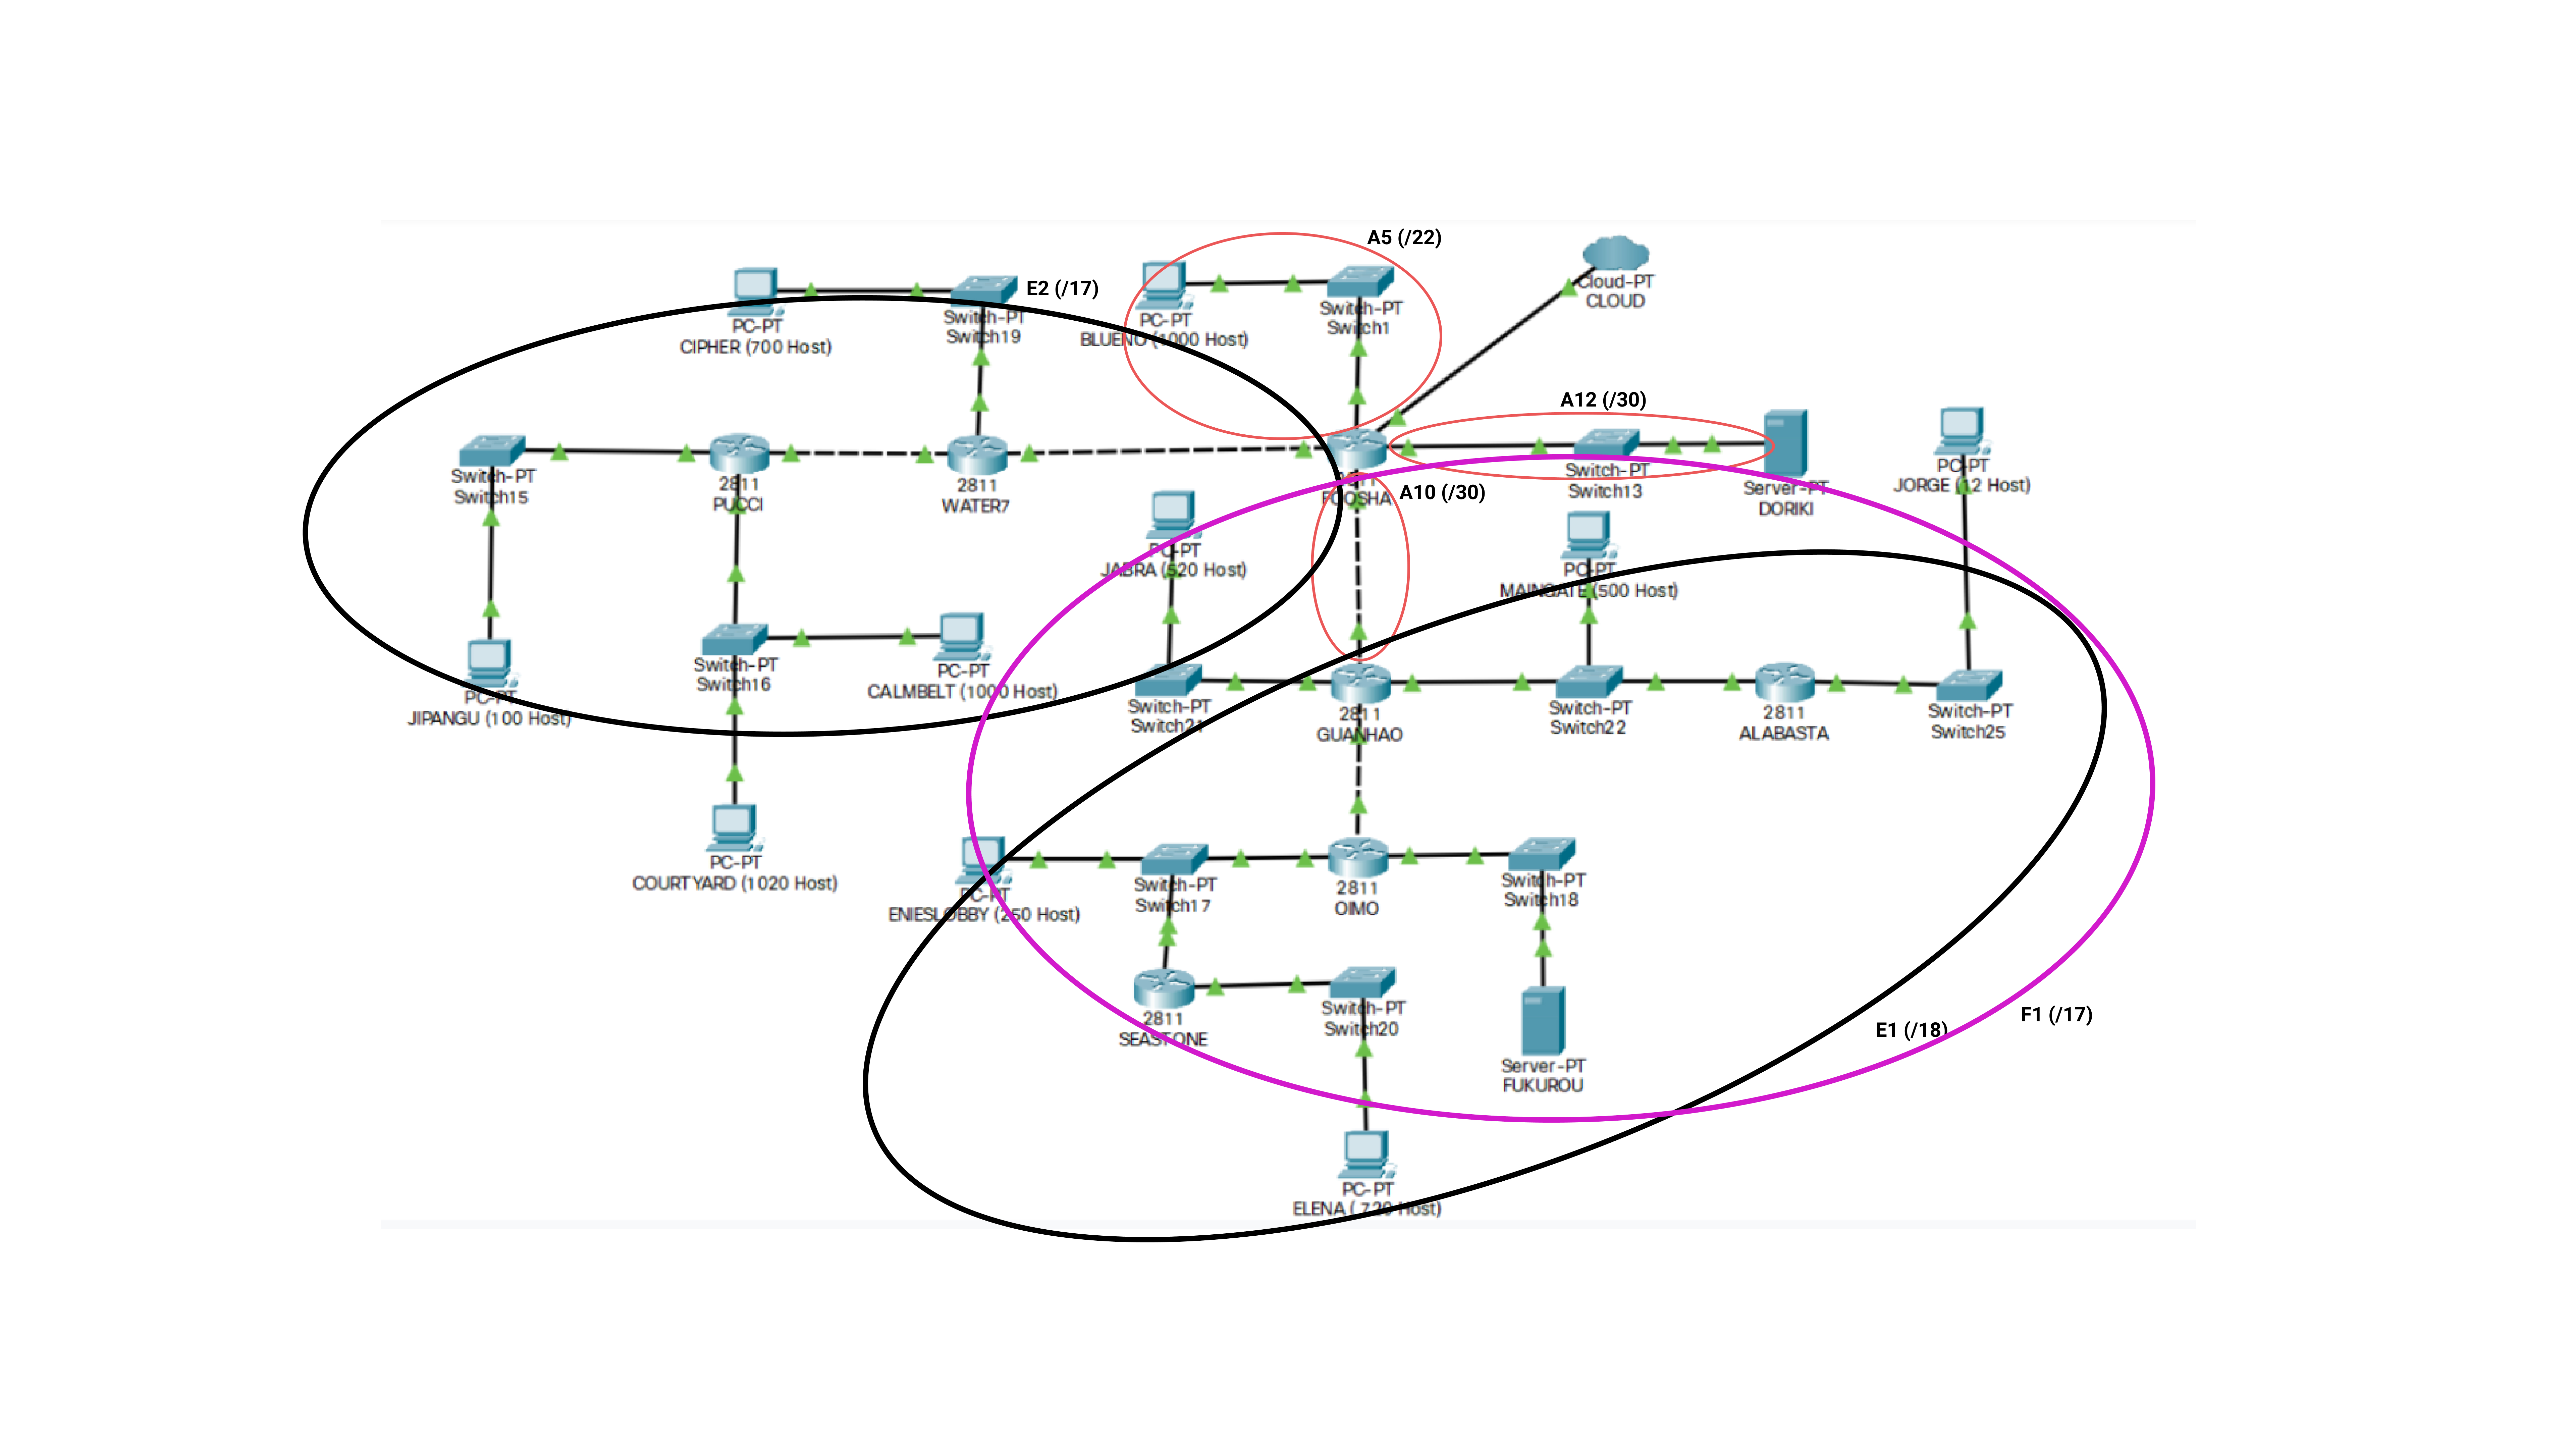 A5 (/22)
Cloud-PT
CLOUD
E2 (/17)
PC-PT
CIPHER (700 Host)
Switch-PT
Switch19
PC-PT
BLUENO (1000 Host)
Switch-PT
Switch1
A12 (/30)
Switch-PT
Switch15
2811
PUCCI
2811
WATER7
2811
FOOSHA
A10 (/30)
Switch-PT
Switch13
Server-PT
DORIKI
PC-PT
JORGE (12 Host)
PC-PT
JABRA (520 Host)
PC-PT
MAINGATE (500 Host)
PC-PT
JIPANGU (100 Host)
Switch-PT
Switch16
PC-PT
CALMBELT (1000 Host)
Switch-PT
Switch21
2811
GUANHAO
Switch-PT
Switch22
2811
ALABASTA
Switch-PT
Switch25
PC-PT
COURTYARD (1020 Host)
PC-PT
ENIESLOBBY (250 Host)
Switch-PT
Switch17
2811
OIMO
Switch-PT
Switch18
2811
SEASTONE
Switch-PT
Switch20
Server-PT
FUKUROU
E1 (/18)
F1 (/17)
PC-PT
ELENA ( 720 Host)